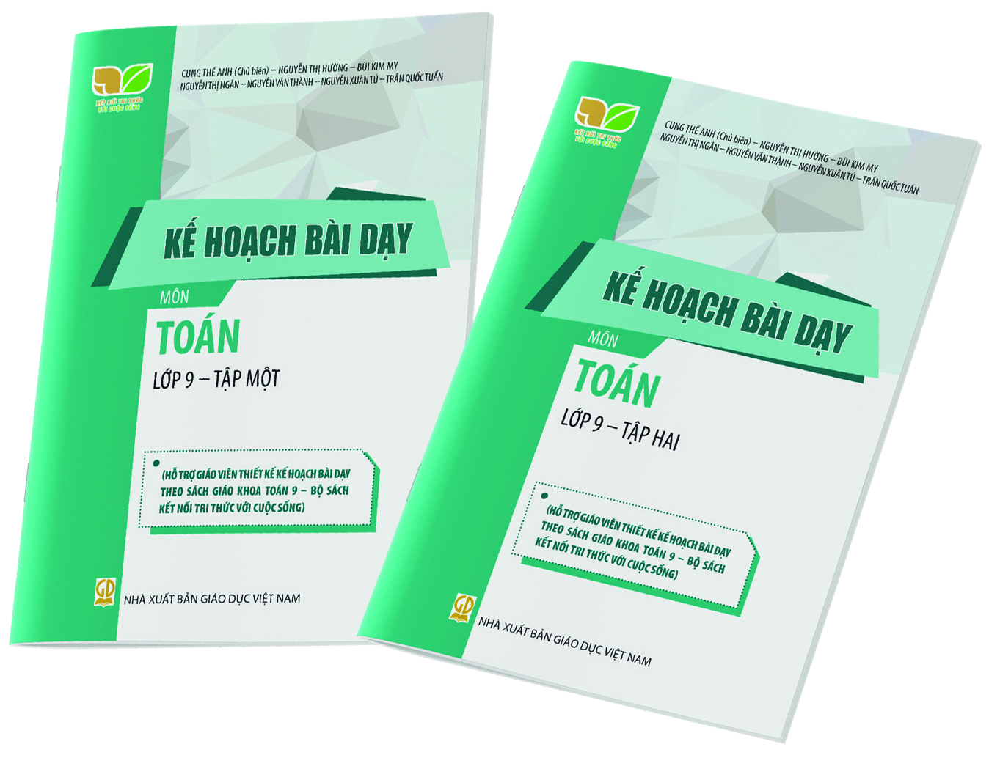 CUNG THẾ ANH (Chủ biên) – NGUYỄN THỊ HƯỜNG – BÙI KIM MY
NGUYỄN THỊ NGÂN – NGUYỄN VĂN THÀNH – NGUYỄN XUÂN TÚ – TRẦN QUỐC TUẤN
KẾT NỐI TRI THỨC
VỚI CUỘC SỐNG
KẾ HOẠCH BÀI DẠY
MÔN
TOÁN
LỚP 9 – TẬP MỘT
(HỖ TRỢ GIÁO VIÊN THIẾT KẾ KẾ HOẠCH BÀI DẠY
THEO SÁCH GIÁO KHOA TOÁN 9 – BỘ SÁCH
KẾT NỐI TRI THỨC VỚI CUỘC SỐNG)
GD
NHÀ XUẤT BẢN GIÁO DỤC VIỆT NAM
CUNG THẾ ANH (Chủ biên) – NGUYỄN THỊ HƯỜNG – BÙI KIM MY
NGUYỄN THỊ NGÂN – NGUYỄN VĂN THÀNH – NGUYỄN XUÂN TÚ – TRẦN QUỐC TUẤN
KẾT NỐI TRI THỨC
VỚI CUỘC SỐNG
KẾ HOẠCH BÀI DẠY
MÔN
TOÁN
LỚP 9 – TẬP HAI
(HỖ TRỢ GIÁO VIÊN THIẾT KẾ KẾ HOẠCH BÀI DẠY
THEO SÁCH GIÁO KHOA TOÁN 9 – BỘ SÁCH
KẾT NỐI TRI THỨC VỚI CUỘC SỐNG)
GD
NHÀ XUẤT BẢN GIÁO DỤC VIỆT NAM